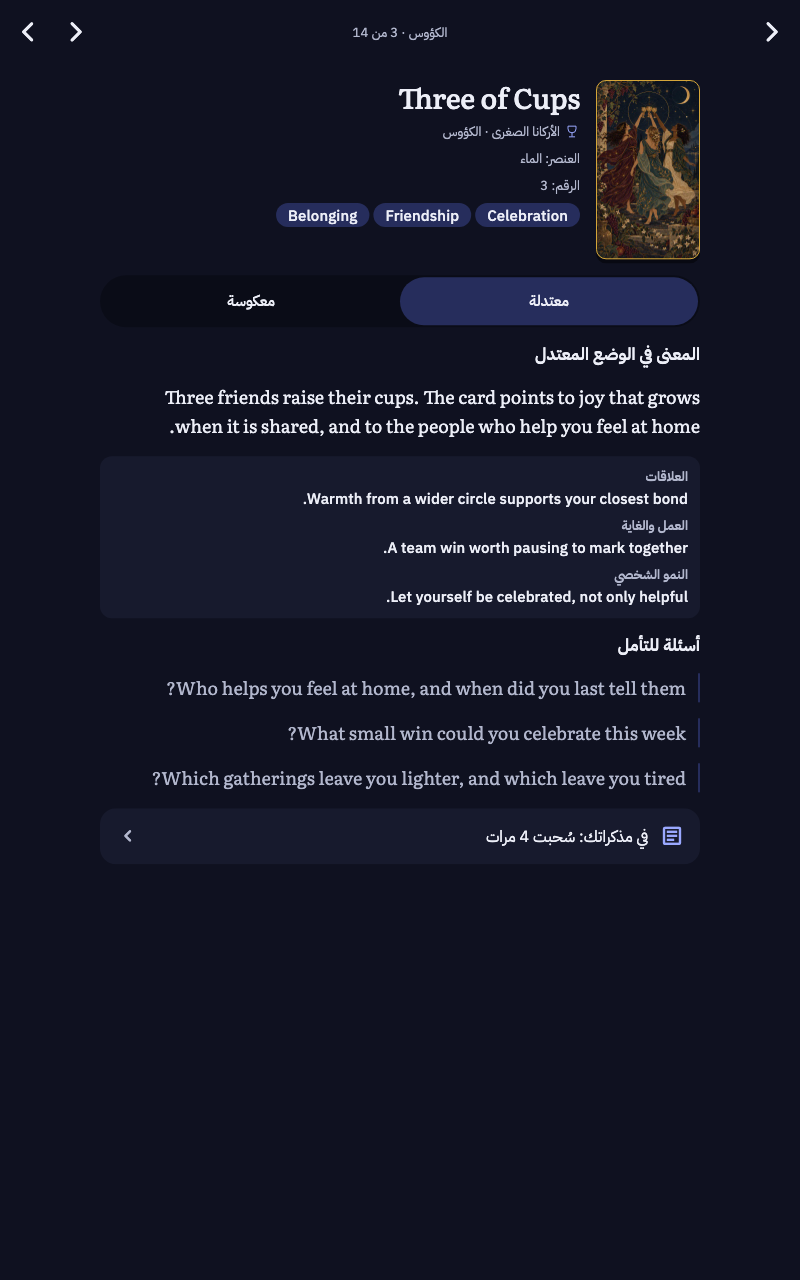 الكؤوس · 3 من 14
Three of Cups
الأركانا الصغرى · الكؤوس
العنصر: الماء
الرقم: 3
Celebration
Friendship
Belonging
معتدلة
معكوسة
المعنى في الوضع المعتدل
Three friends raise their cups. The card points to joy that grows
when it is shared, and to the people who help you feel at home.
العلاقات
Warmth from a wider circle supports your closest bond.
العمل والغاية
A team win worth pausing to mark together.
النمو الشخصي
Let yourself be celebrated, not only helpful.
أسئلة للتأمل
Who helps you feel at home, and when did you last tell them?
What small win could you celebrate this week?
Which gatherings leave you lighter, and which leave you tired?
في مذكراتك: سُحبت 4 مرات